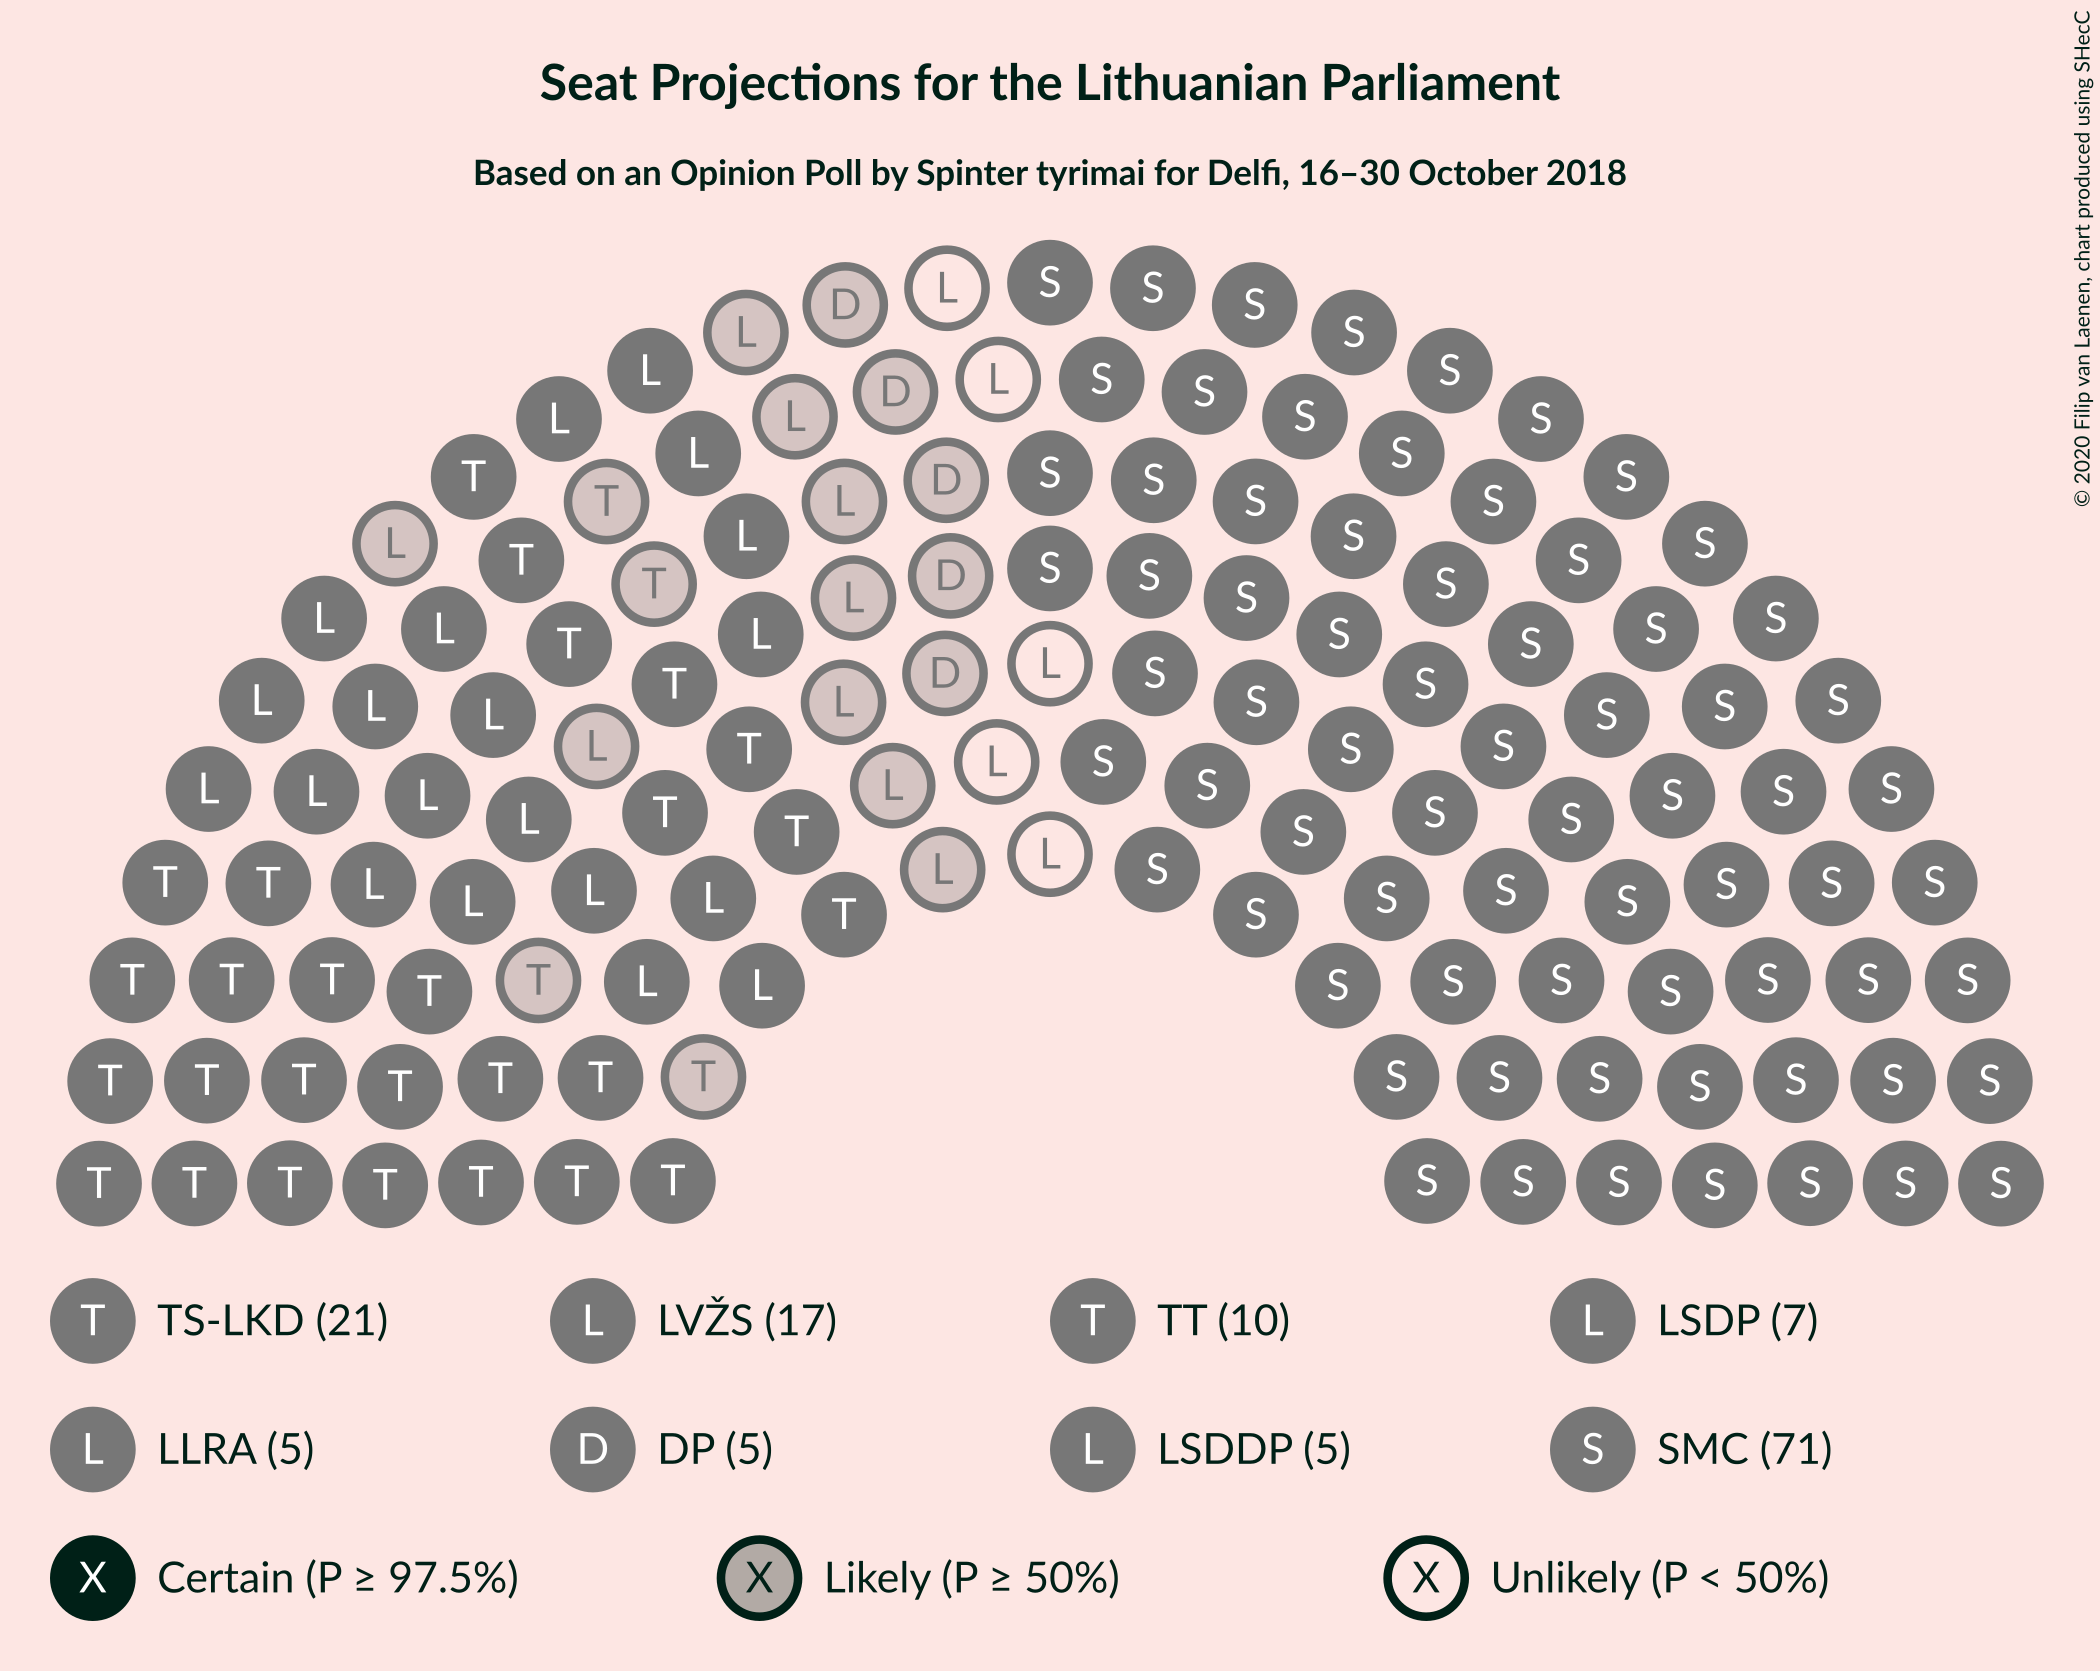 Seat Projections for the Lithuanian Parliament
Based on an Opinion Poll by Spinter tyrimai for Delfi, 16–30 October 2018
© 2020 Filip van Laenen, chart produced using SHecC
L D L S S S S S S S S S
L T L L D L S S S S S S S S
T TS-LKD (21)
L LVŽS (17)
T TT (10)
L LSDP (7)
L LLRA (5)
D DP (5)
L LSDDP (5)
S SMC (71)
X Certain (P ≥ 97.5%)
X Likely (P ≥ 50%)
X Unlikely (P < 50%)